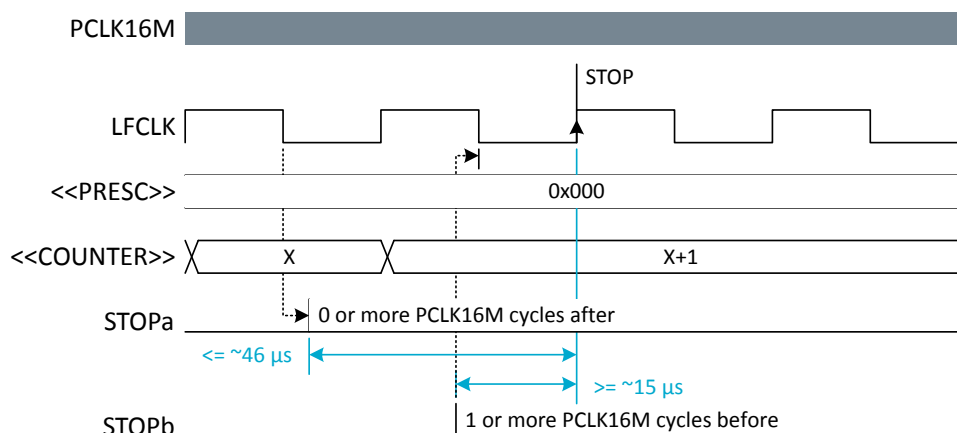 PCLK16M
STOP
LFCLK
<<PRESC>>
0x000
<<COUNTER>>
X
X+1
STOPa
0 or more PCLK16M cycles after
<= ~46 µs
>= ~15 µs
STOPb
1 or more PCLK16M cycles before